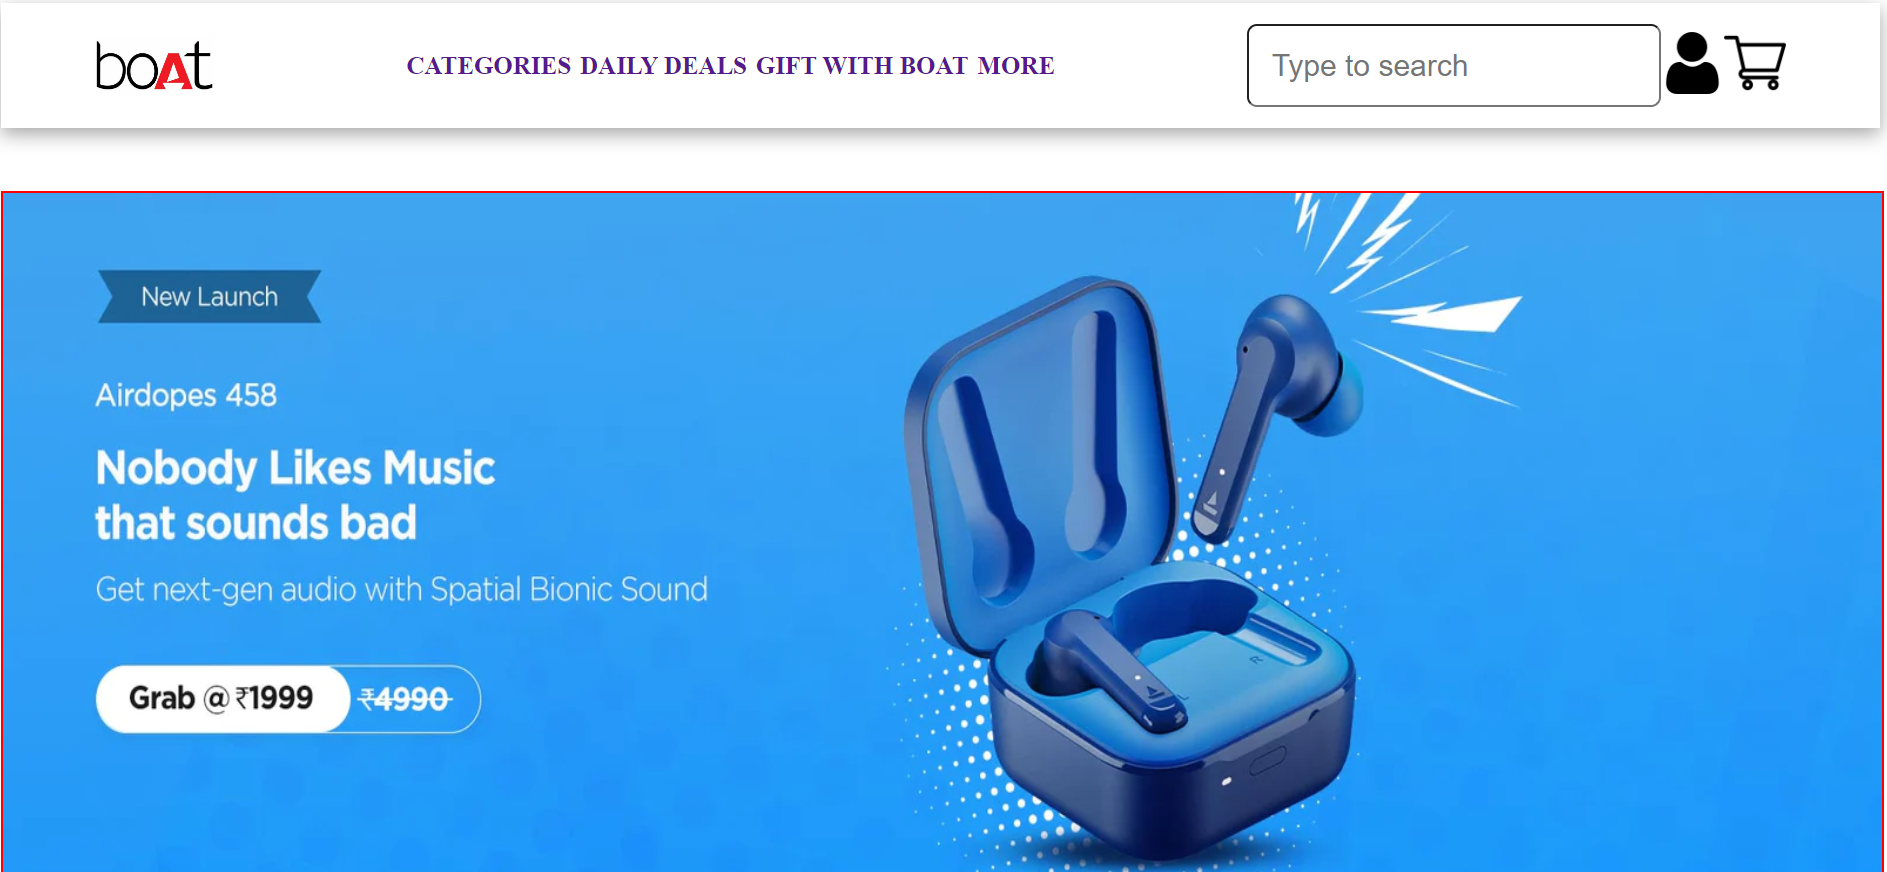 boAt
CATEGORIES DAILY DEALS GIFT WITH BOAT MORE
Type to search
New Launch
Airdopes 458
Nobody Likes Music
that sounds bad
Get next-gen audio with Spatial Bionic Sound
Grab @ ₹1999 ₹4990
R
L